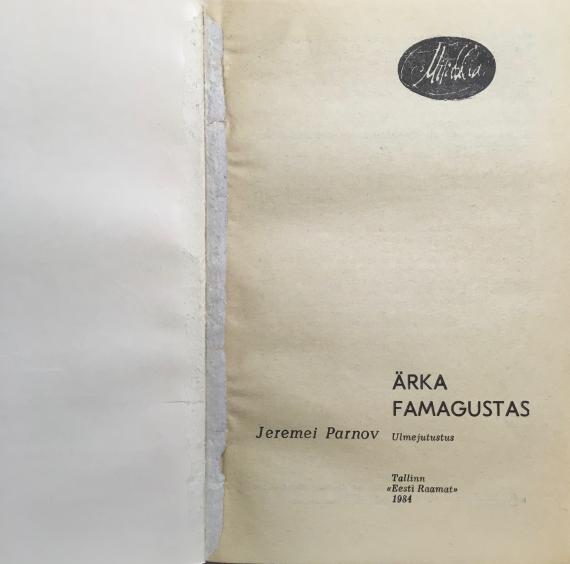 Mirabilia
ÄRKA
FAMAGUSTAS
Jeremei Parnov
Ulmejutustus
Tallinn
«Eesti Raamat»
1984